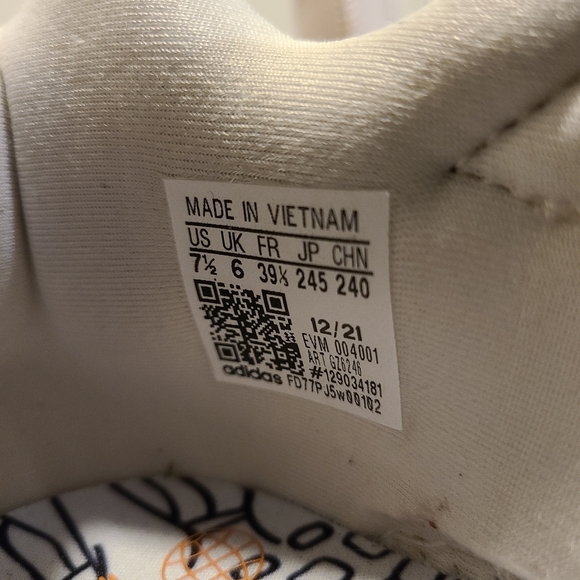 MADE IN VIETNAM
US UK FR JP CHN
7½ 6 39⅓ 245 240
12/21
EVM 004001
ART GZ6246
#129034181
adidas FD77PJ5w00102